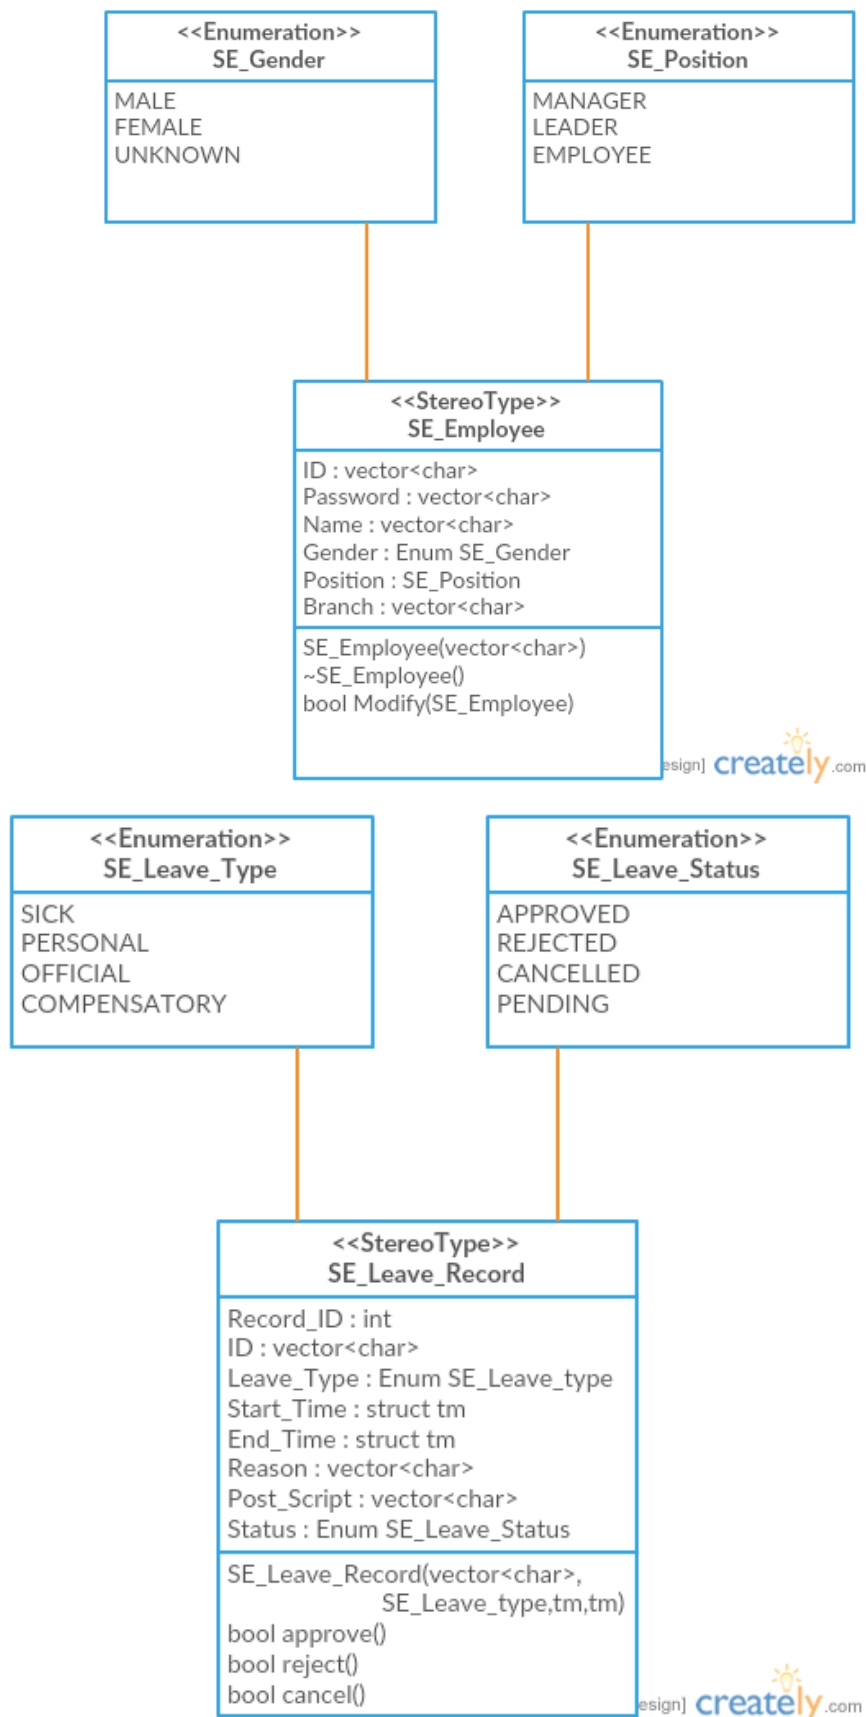 <<Enumeration>>
SE_Gender
MALE
FEMALE
UNKNOWN
<<Enumeration>>
SE_Position
MANAGER
LEADER
EMPLOYEE
<<StereoType>>
SE_Employee
ID : vector<char>
Password : vector<char>
Name : vector<char>
Gender : Enum SE_Gender
Position : SE_Position
Branch : vector<char>
SE_Employee(vector<char>)
~SE_Employee()
bool Modify(SE_Employee)
esign] creately.com
<<Enumeration>>
SE_Leave_Type
SICK
PERSONAL
OFFICIAL
COMPENSATORY
<<Enumeration>>
SE_Leave_Status
APPROVED
REJECTED
CANCELLED
PENDING
<<StereoType>>
SE_Leave_Record
Record_ID : int
ID : vector<char>
Leave_Type : Enum SE_Leave_type
Start_Time : struct tm
End_Time : struct tm
Reason : vector<char>
Post_Script : vector<char>
Status : Enum SE_Leave_Status
SE_Leave_Record(vector<char>,
SE_Leave_type,tm,tm)
bool approve()
bool reject()
bool cancel()
esign] creately.com